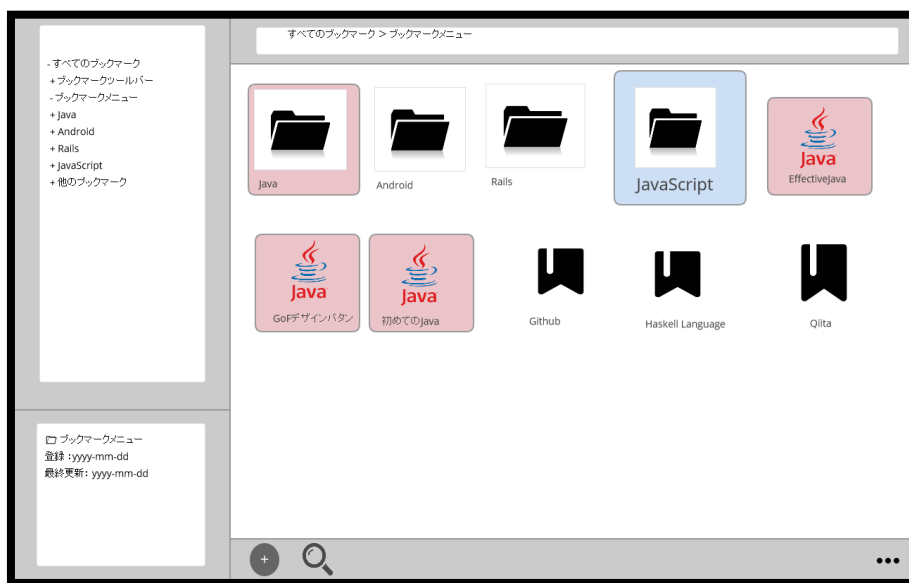 - すべてのブックマーク
+ ブックマークツールバー
- ブックマークメニュー
+ Java
+ Android
+ Rails
+ JavaScript
+ 他のブックマーク
すべてのブックマーク > ブックマークメニュー
Java
Android
Rails
JavaScript
Java
EffectiveJava
Java
GoFデザインパタン
Java
初めてのJava
Github
Haskell Language
Qiita
ブックマークメニュー
登録 :yyyy-mm-dd
最終更新: yyyy-mm-dd
+